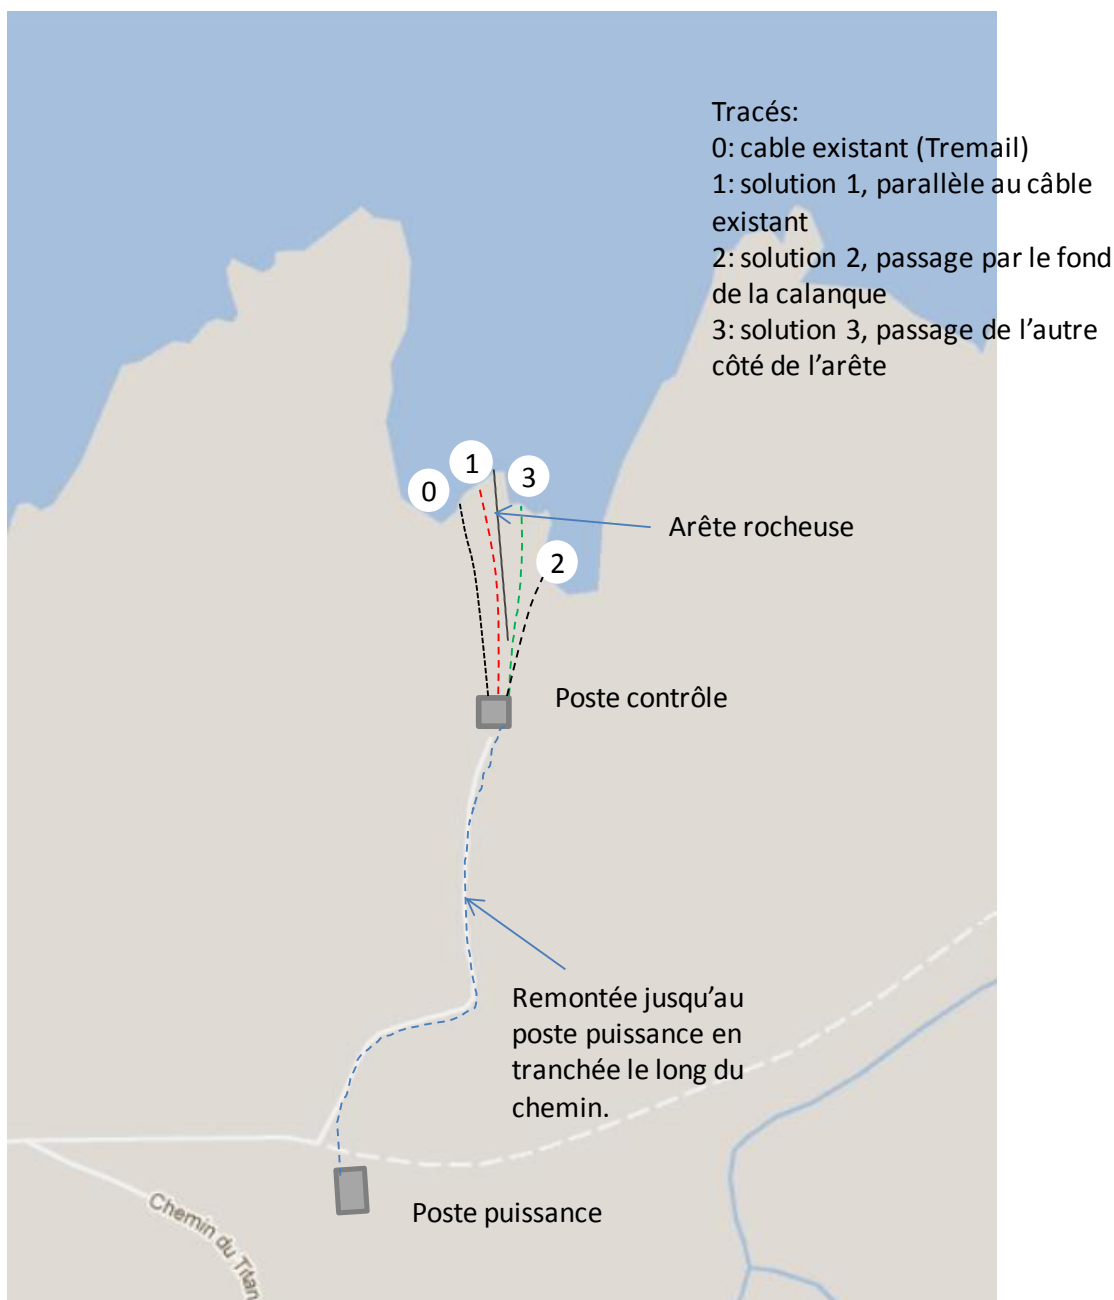 Tracés:
0: cable existant (Tremail)
1: solution 1, parallèle au câble
existant
2: solution 2, passage par le fond
de la calanque
3: solution 3, passage de l’autre
côté de l’arête
1
0
3
Arête rocheuse
2
Poste contrôle
Remontée jusqu’au
poste puissance en
tranchée le long du
chemin.
Poste puissance
Chemin du Titan